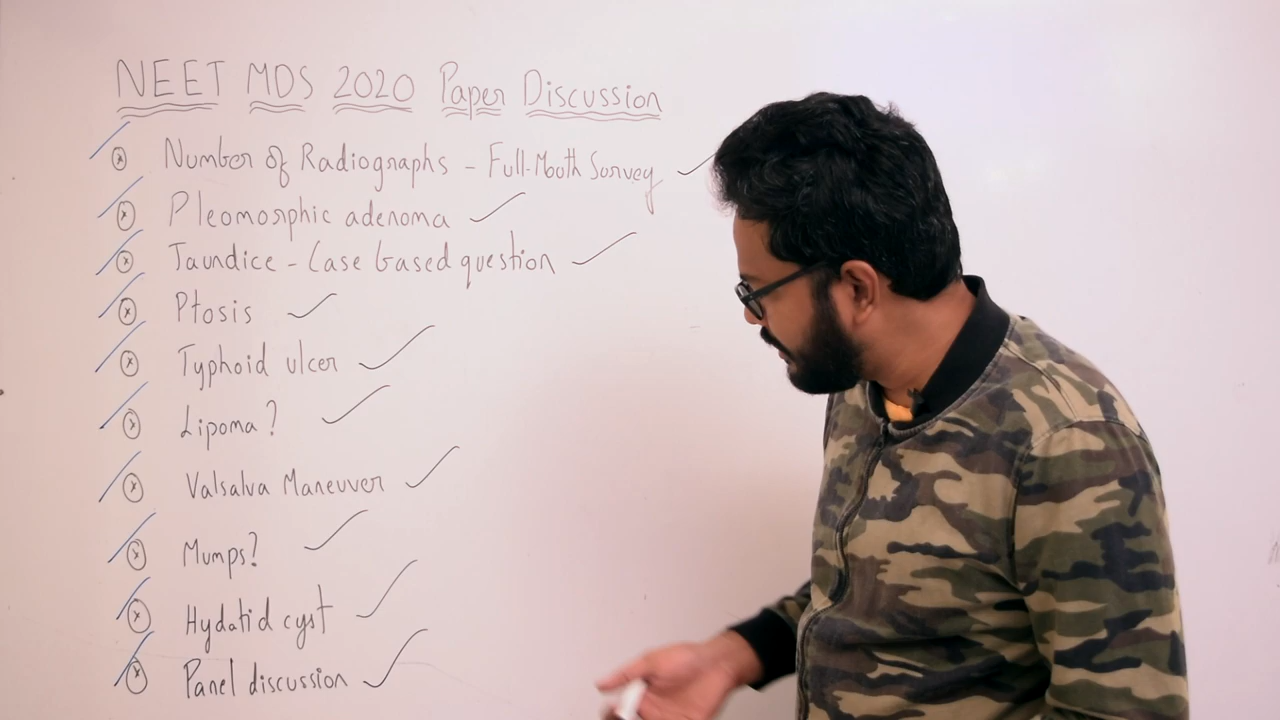 NEET MDS 2020 Paper Discussion
Number of Radiographs - Full-Mouth Survey
Pleomorphic adenoma
Jaundice - Case based question
Ptosis
Typhoid ulcer
Lipoma?
Valsalva Maneuver
Mumps?
Hydatid cyst
Panel discussion